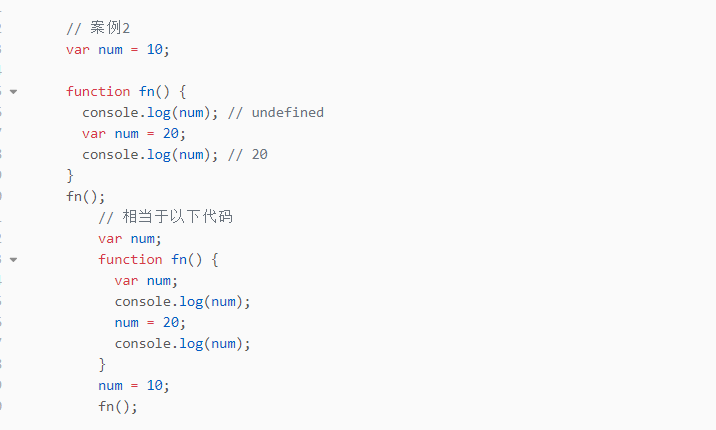 // 案例2
var num = 10;
function fn() {
console.log(num); // undefined
var num = 20;
console.log(num); // 20
}
fn();
// 相当于以下代码
var num;
function fn() {
var num;
console.log(num);
num = 20;
console.log(num);
}
num = 10;
fn();